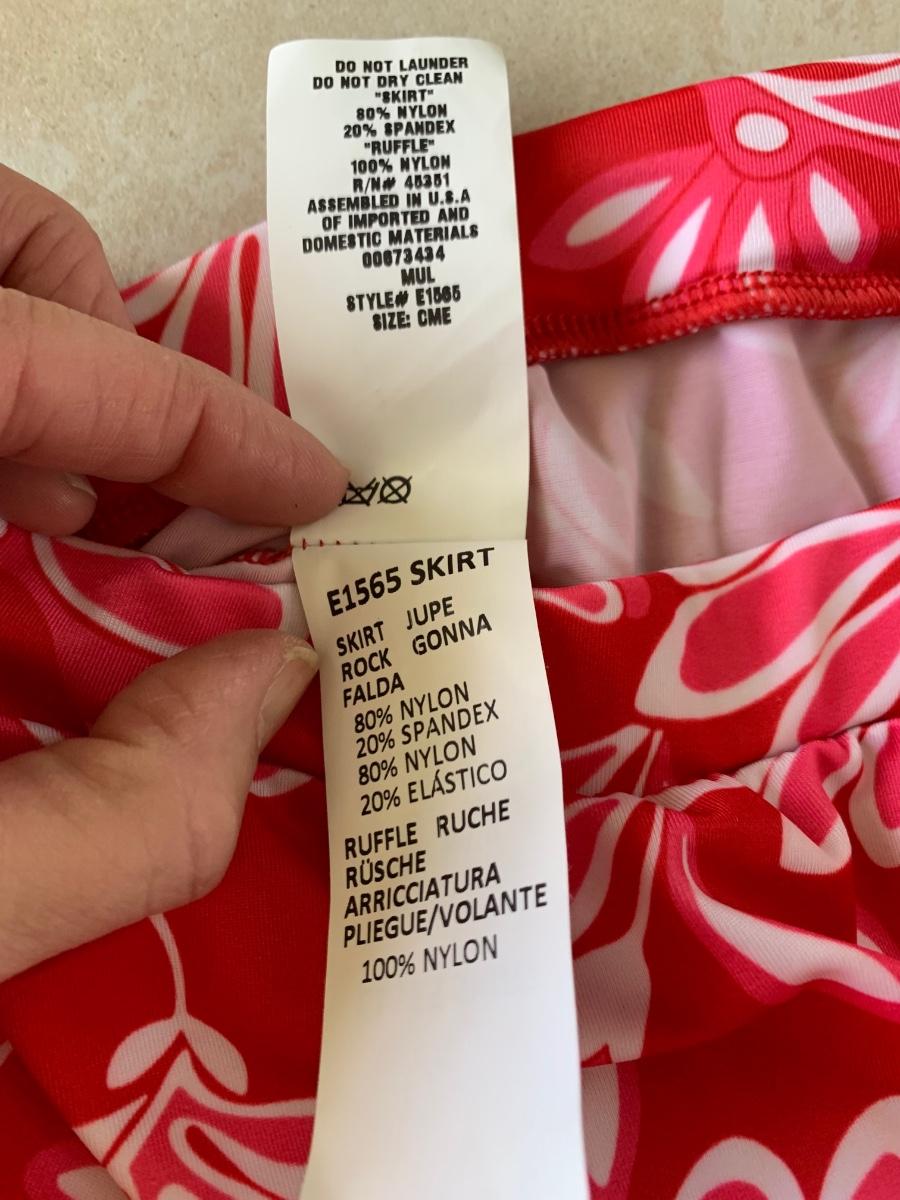 DO NOT LAUNDER
DO NOT DRY CLEAN
"SKIRT"
80% NYLON
20% SPANDEX
"RUFFLE"
100% NYLON
R/N# 45351
ASSEMBLED IN U.S.A
OF IMPORTED AND
DOMESTIC MATERIALS
00673434
MUL
STYLE# E1565
SIZE: CME
E1565 SKIRT
SKIRT JUPE
ROCK GONNA
FALDA
80% NYLON
20% SPANDEX
80% NYLON
20% ELÁSTICO
RUFFLE RUCHE
RÜSCHE
ARRICCIATURA
PLIEGUE/VOLANTE
100% NYLON